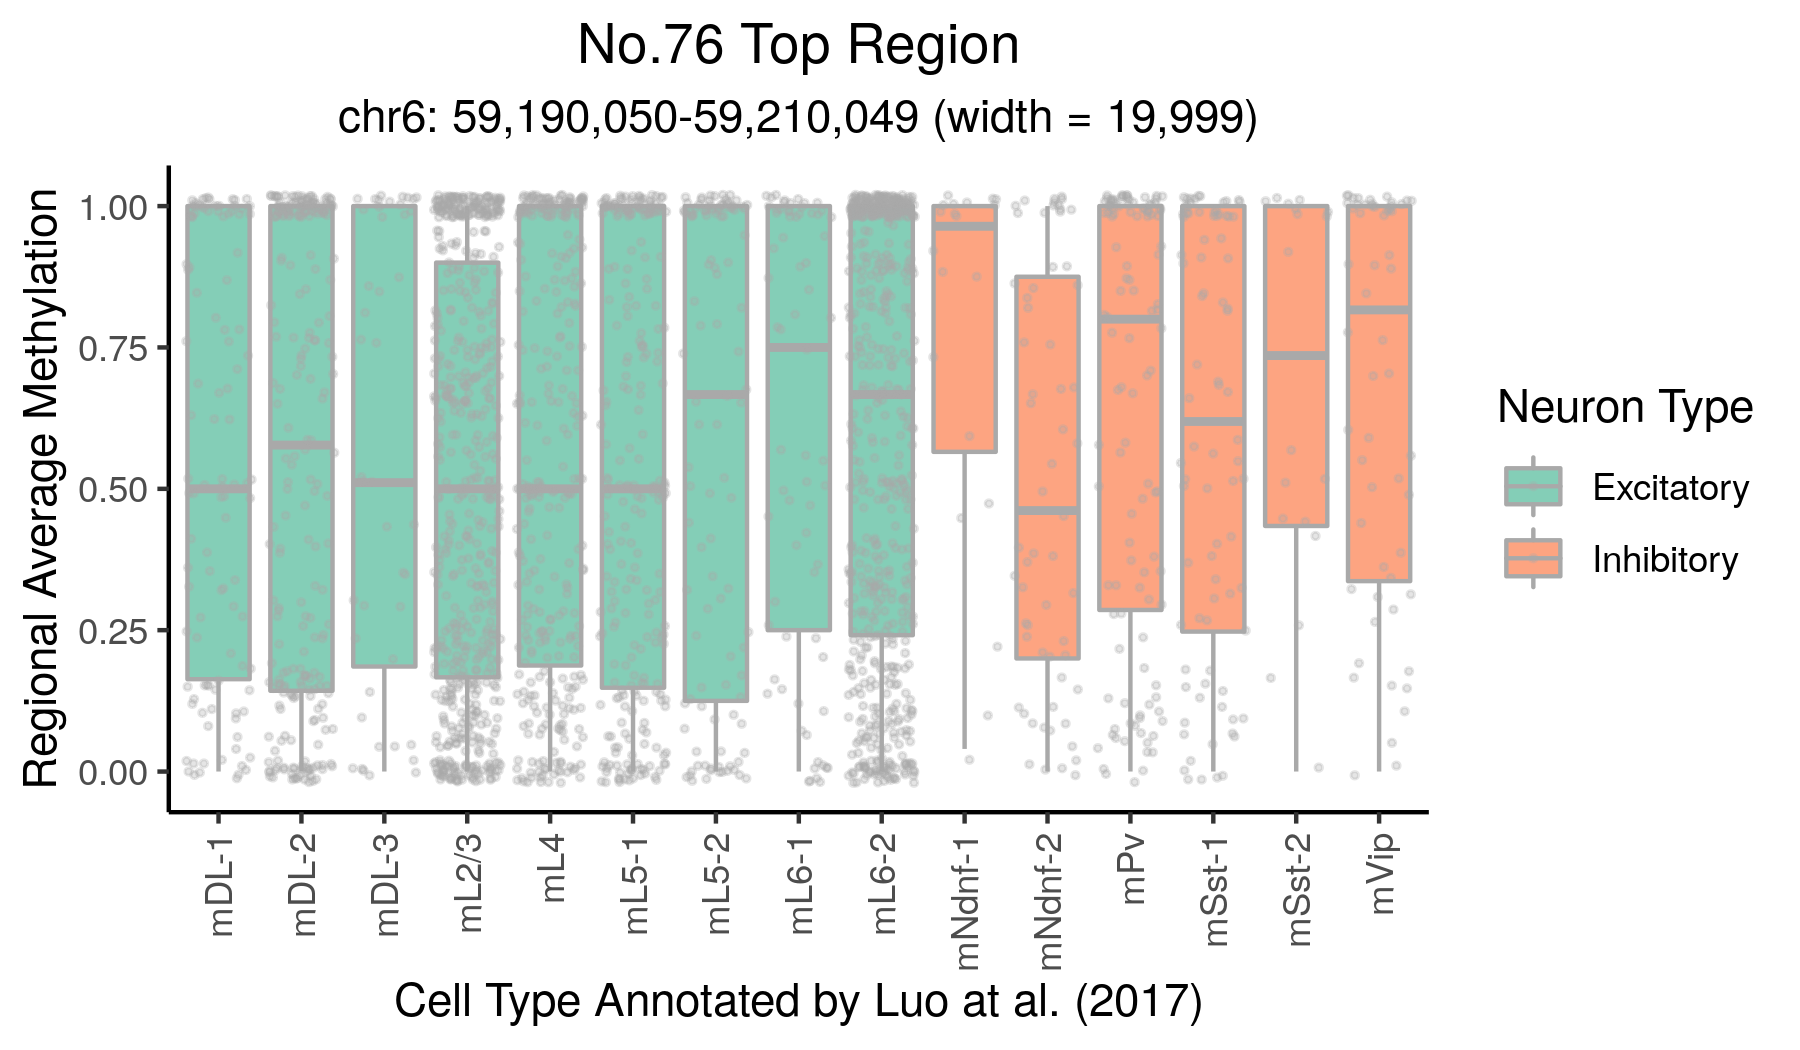 No.76 Top Region
chr6: 59,190,050-59,210,049 (width = 19,999)
Regional Average Methylation
1.00
0.75
0.50
0.25
0.00
mDL-1
mDL-2
mDL-3
mL2/3
mL4
mL5-1
mL5-2
mL6-1
mL6-2
mNdnf-1
mNdnf-2
mPv
mSst-1
mSst-2
mVip
Cell Type Annotated by Luo at al. (2017)
Neuron Type
Excitatory
Inhibitory